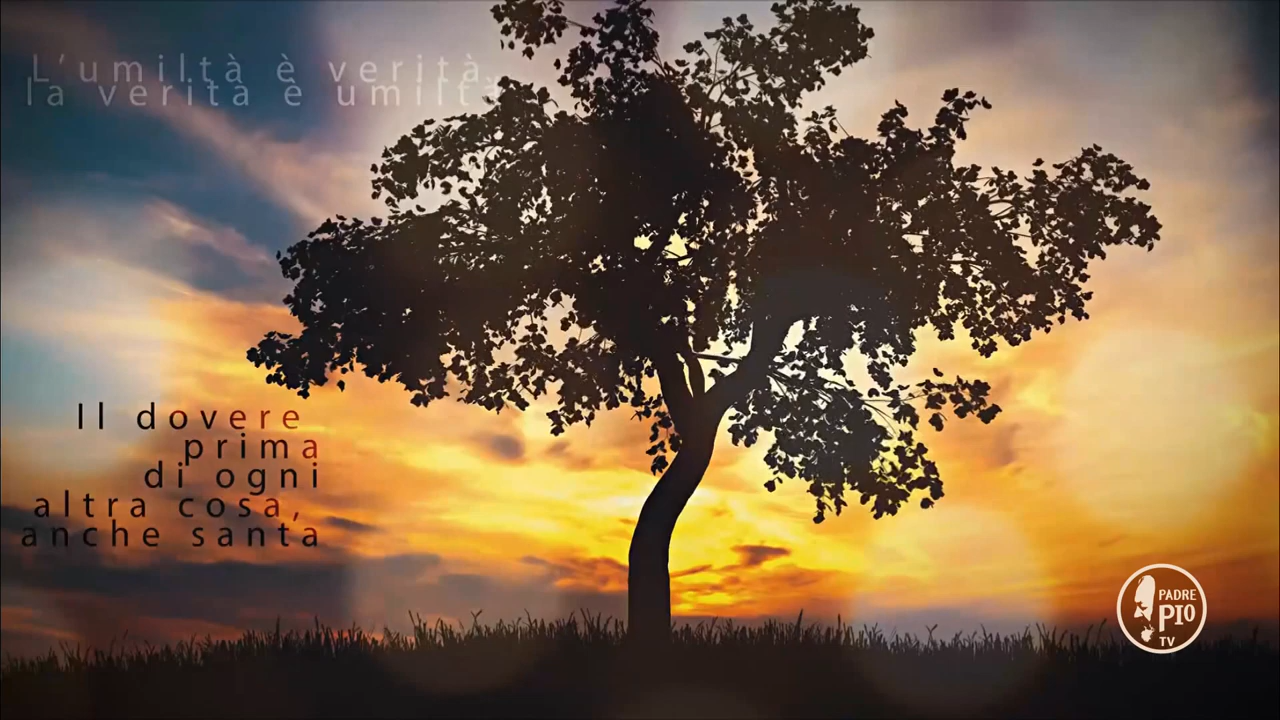 L'umiltà è verità,
la verità è umiltà
Il dovere
prima
di ogni
altra cosa,
anche santa
PADRE
PIO
TV